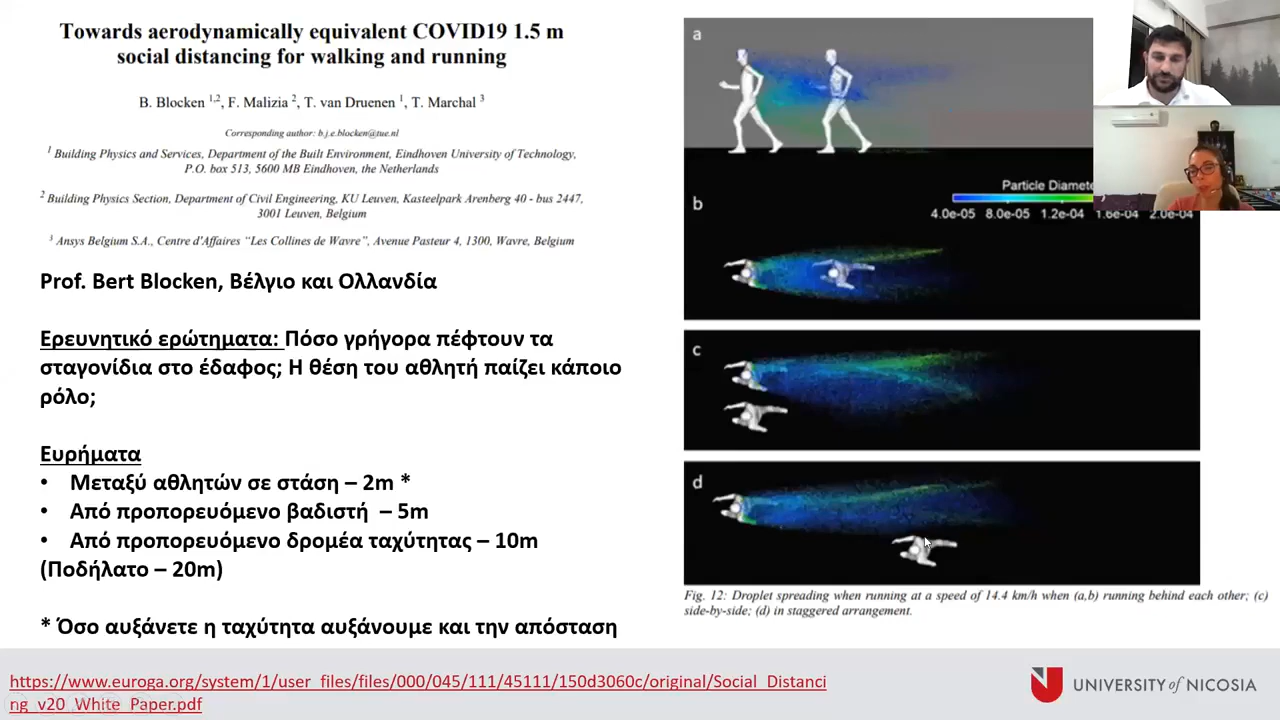 Towards aerodynamically equivalent COVID19 1.5 m
social distancing for walking and running
B. Blocken 1,2, F. Malizia 2, T. van Druenen 1, T. Marchal 3
Corresponding author: b.j.e.blocken@tue.nl
1 Building Physics and Services, Department of the Built Environment, Eindhoven University of Technology,
P.O. box 513, 5600 MB Eindhoven, the Netherlands
2 Building Physics Section, Department of Civil Engineering, KU Leuven, Kasteelpark Arenberg 40 - bus 2447,
3001 Leuven, Belgium
3 Ansys Belgium S.A., Centre d'Affaires "Les Collines de Wavre", Avenue Pasteur 4, 1300, Wavre, Belgium
Prof. Bert Blocken, Βέλγιο και Ολλανδία
Ερευνητικό ερώτηματα: Πόσο γρήγορα πέφτουν τα
σταγονίδια στο έδαφος; Η θέση του αθλητή παίζει κάποιο
ρόλο;
Ευρήματα
• Μεταξύ αθλητών σε στάση – 2m *
• Από προπορευόμενο βαδιστή – 5m
• Από προπορευόμενο δρομέα ταχύτητας – 10m
(Ποδήλατο – 20m)
* Όσο αυξάνετε η ταχύτητα αυξάνουμε και την απόσταση
a
Particle Diamete
b
4.0e-05 8.0e-05 1.2e-04 1.6e-04 2.0e-04
c
d
Fig. 12: Droplet spreading when running at a speed of 14.4 km/h when (a,b) running behind each other; (c)
side-by-side; (d) in staggered arrangement.
https://www.euroga.org/system/1/user_files/files/000/045/111/45111/150d3060c/original/Social_Distanci
ng_v20_White_Paper.pdf
UNIVERSITY of NICOSIA